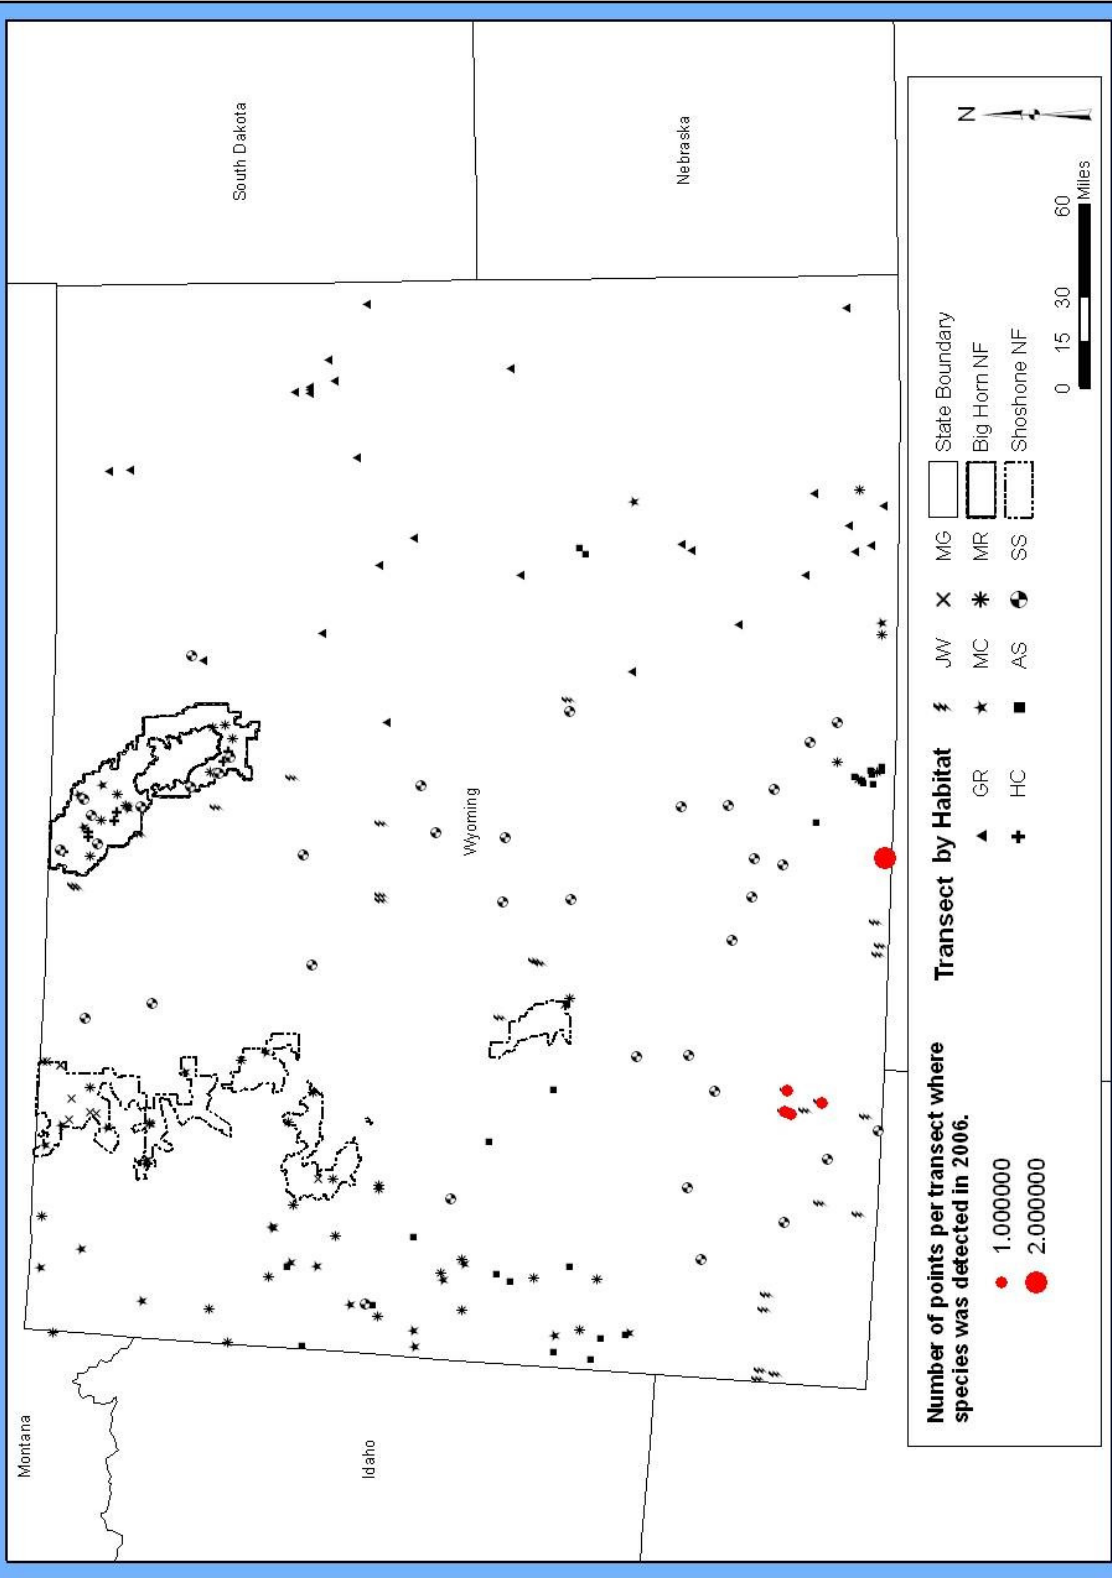 Montana
South Dakota
Idaho
Wyoming
Nebraska
Number of points per transect where
species was detected in 2006.
1.000000
2.000000
Transect by Habitat
GR
HC
JW
MC
AS
MG
MR
SS
State Boundary
Big Horn NF
Shoshone NF
N
0 15 30 60
Miles